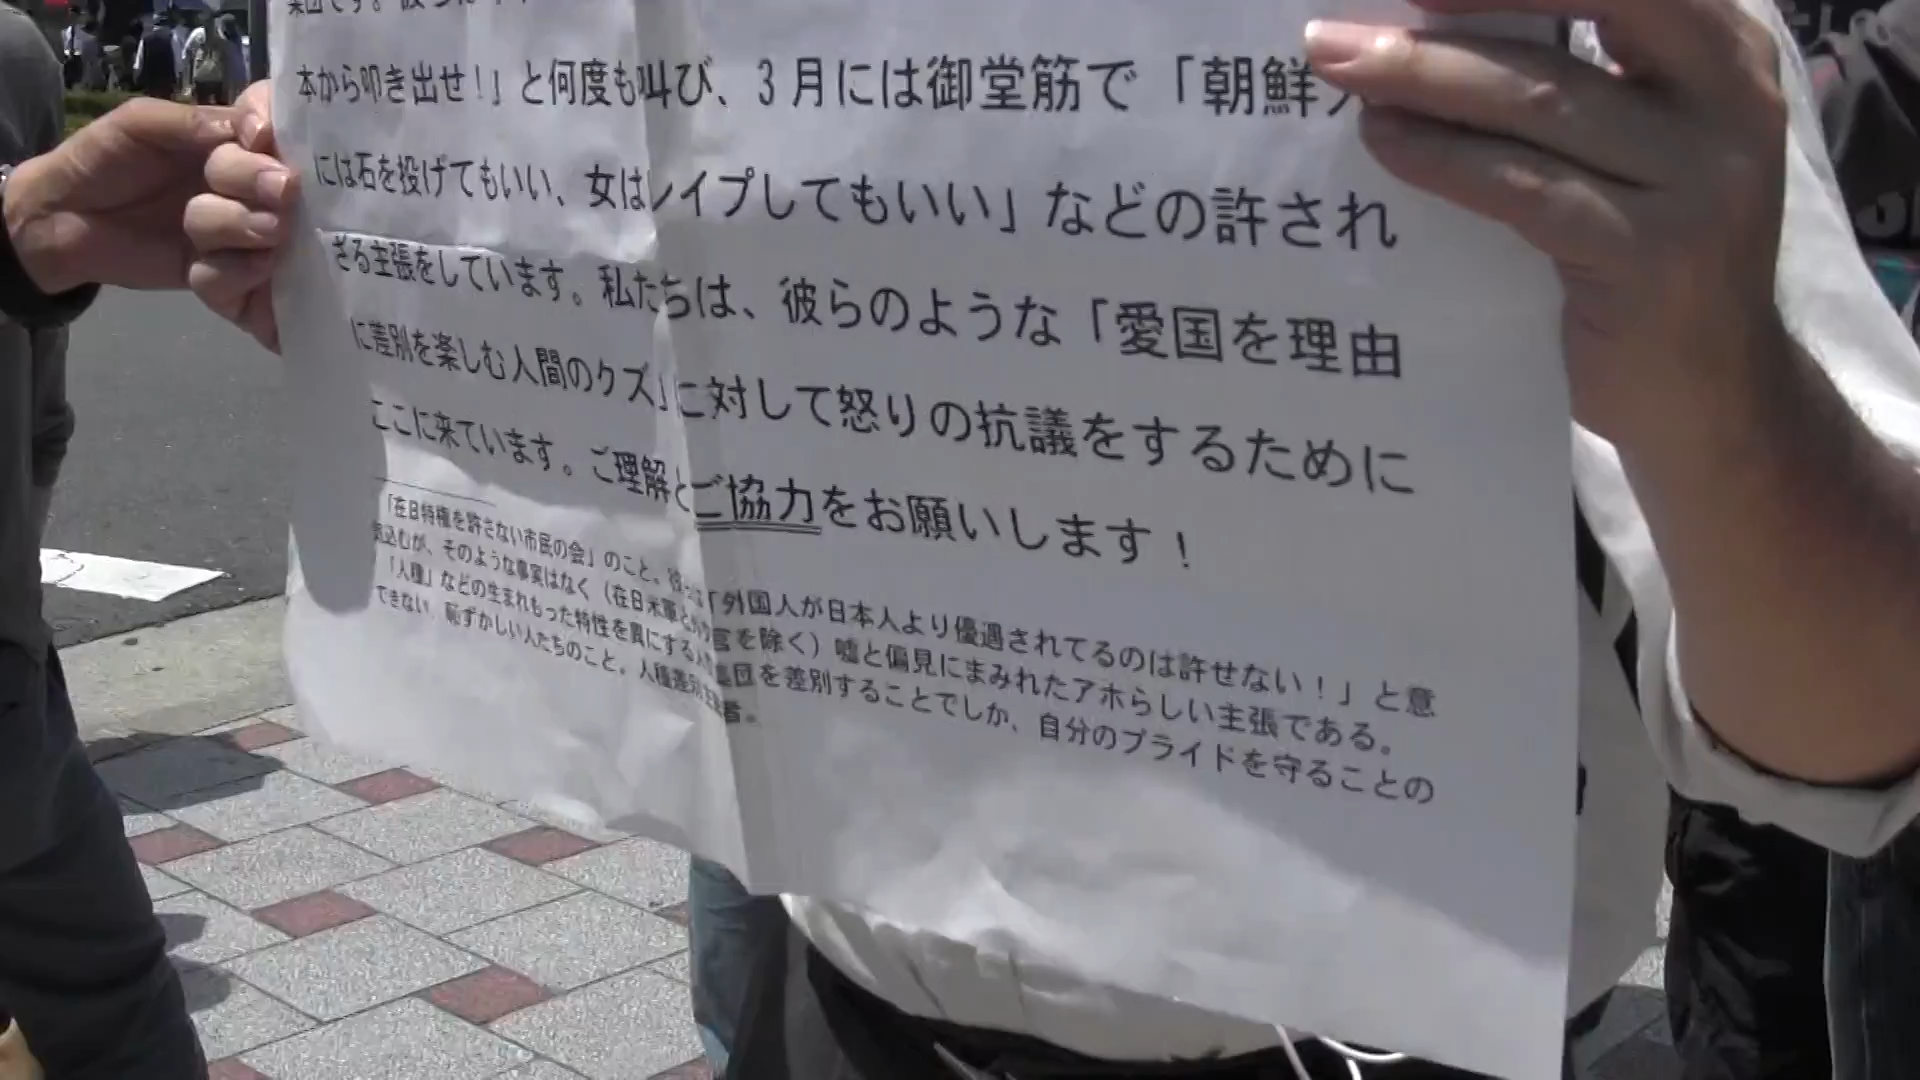 本から叩き出せ！」と何度も叫び、３月には御堂筋で「朝鮮
には石を投げてもいい、女はレイプしてもいい」などの許され
ざる主張をしています。私たちは、彼らのような「愛国を理由
に差別を楽しむ人間のクズ」に対して怒りの抗議をするために
ここに来ています。ご理解とご協力をお願いします！
「在日特権を許さない市民の会」のこと。「外国人が日本人より優遇されてるのは許せない！」と意
気込むが、そのような事実はなく（在日米軍と外交官を除く）嘘と偏見にまみれたアホらしい主張である。
「人種」などの生まれもった特性を異にする人間集団を差別することでしか、自分のプライドを守ることの
できない、恥ずかしい人たちのこと。人種差別主義者。